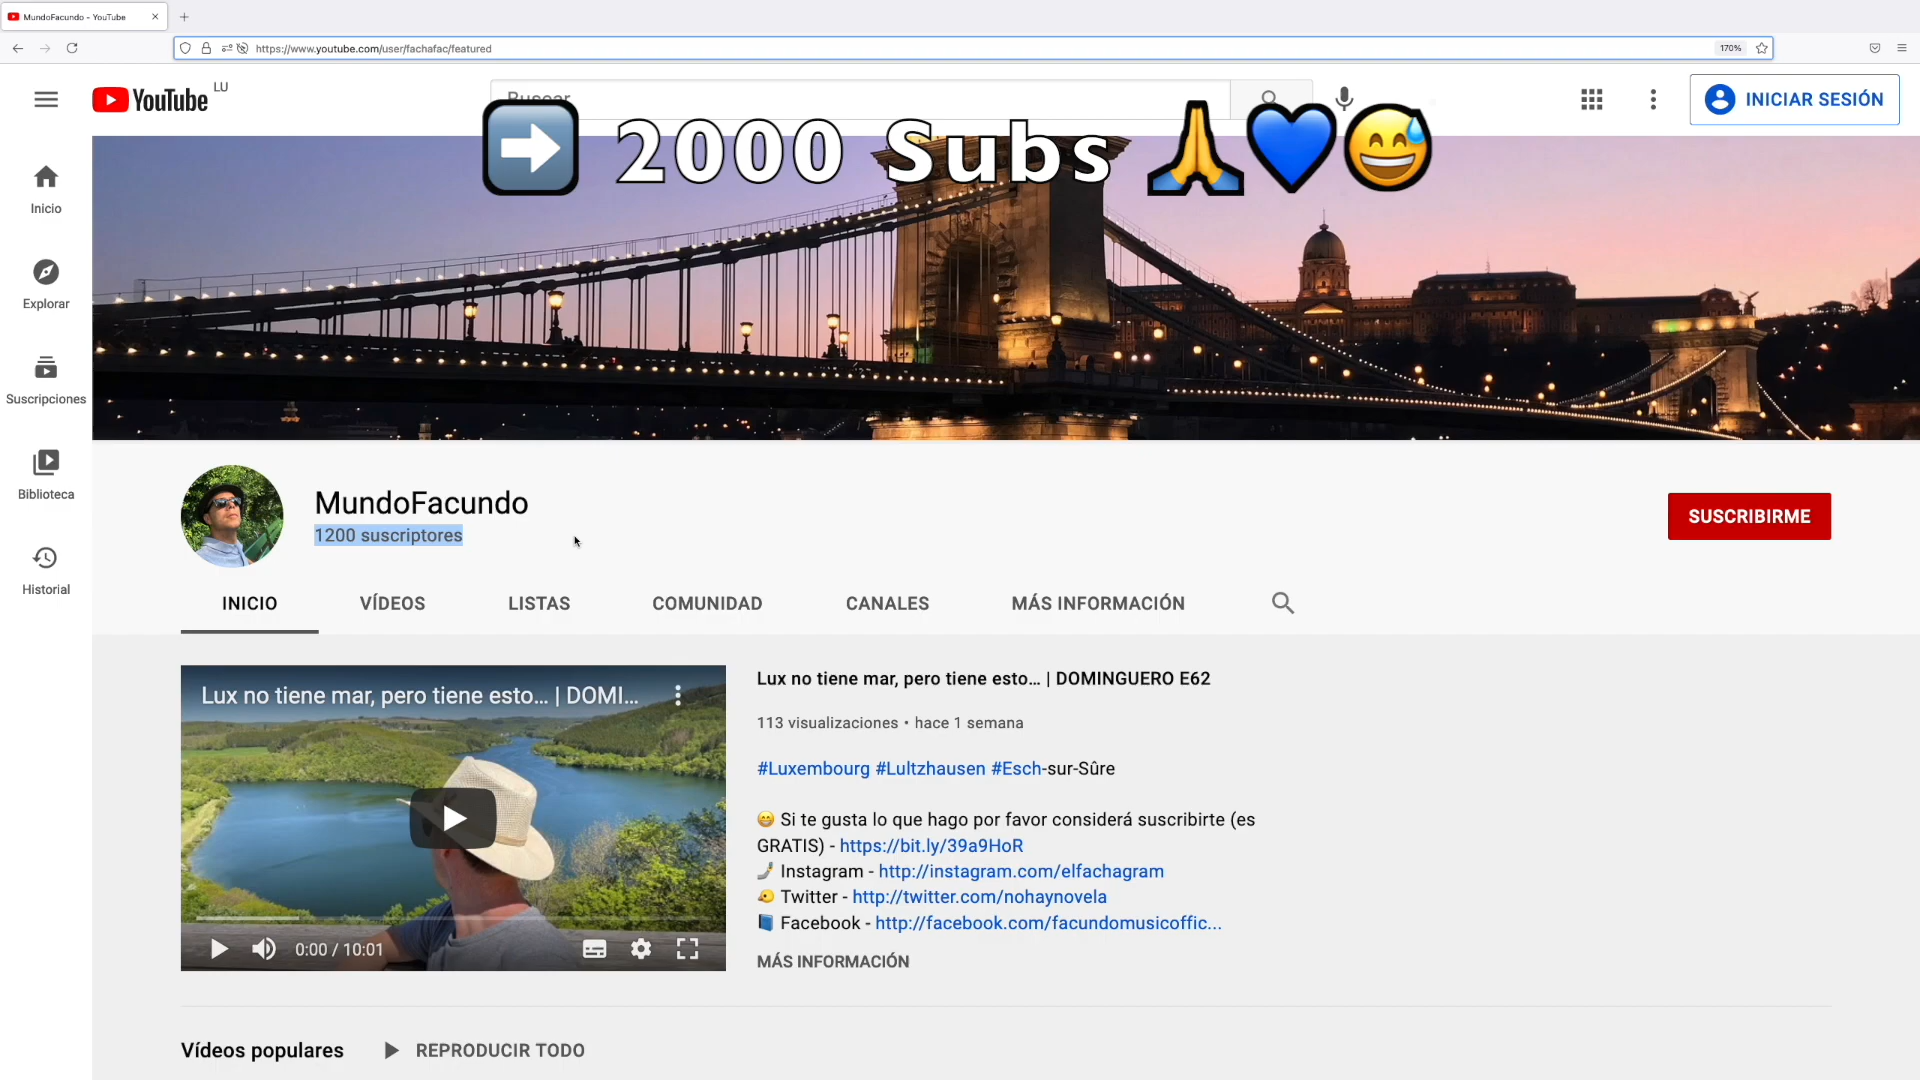 MundoFacundo - YouTube
https://www.youtube.com/user/fachafac/featured
170%
YouTube LU
Buscar
INICIAR SESIÓN
➡️ 2000 Subs 🙏💙😅
Inicio
Explorar
Suscripciones
Biblioteca
Historial
MundoFacundo
1200 suscriptores
SUSCRIBIRME
INICIO VÍDEOS LISTAS COMUNIDAD CANALES MÁS INFORMACIÓN
Lux no tiene mar, pero tiene esto... | DOMI...
0:00 / 10:01
Lux no tiene mar, pero tiene esto... | DOMINGUERO E62
113 visualizaciones • hace 1 semana
#Luxembourg #Lultzhausen #Esch-sur-Sûre
😁 Si te gusta lo que hago por favor considerá suscribirte (es
GRATIS) - https://bit.ly/39a9HoR
🤳 Instagram - http://instagram.com/elfachagram
🐤 Twitter - http://twitter.com/nohaynovela
📘 Facebook - http://facebook.com/facundomusicoffic...
MÁS INFORMACIÓN
Vídeos populares REPRODUCIR TODO